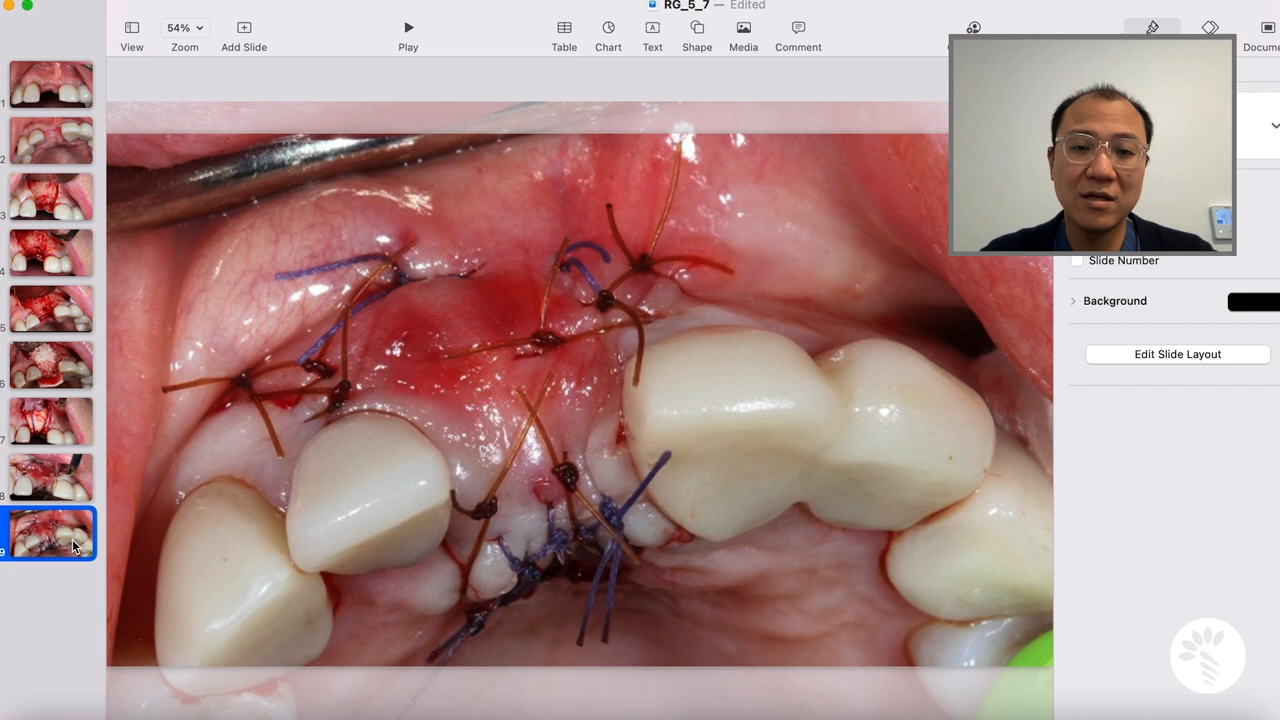 RG_5_7 — Edited
54%
View Zoom Add Slide Play Table Chart Text Shape Media Comment
1
2
3
4
5
6
7
8
9
Slide Number
Background
Edit Slide Layout